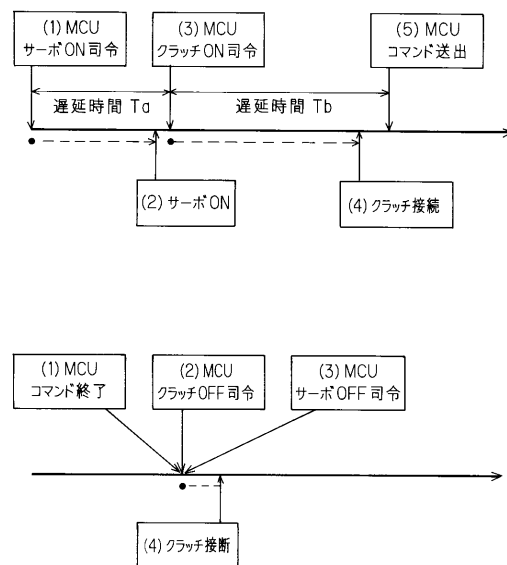 (1) MCU
サーボON司令
(3) MCU
クラッチON司令
(5) MCU
コマンド送出
遅延時間 Ta
遅延時間 Tb
(2) サーボON
(4) クラッチ接続
(1) MCU
コマンド終了
(2) MCU
クラッチOFF司令
(3) MCU
サーボOFF司令
(4) クラッチ接断